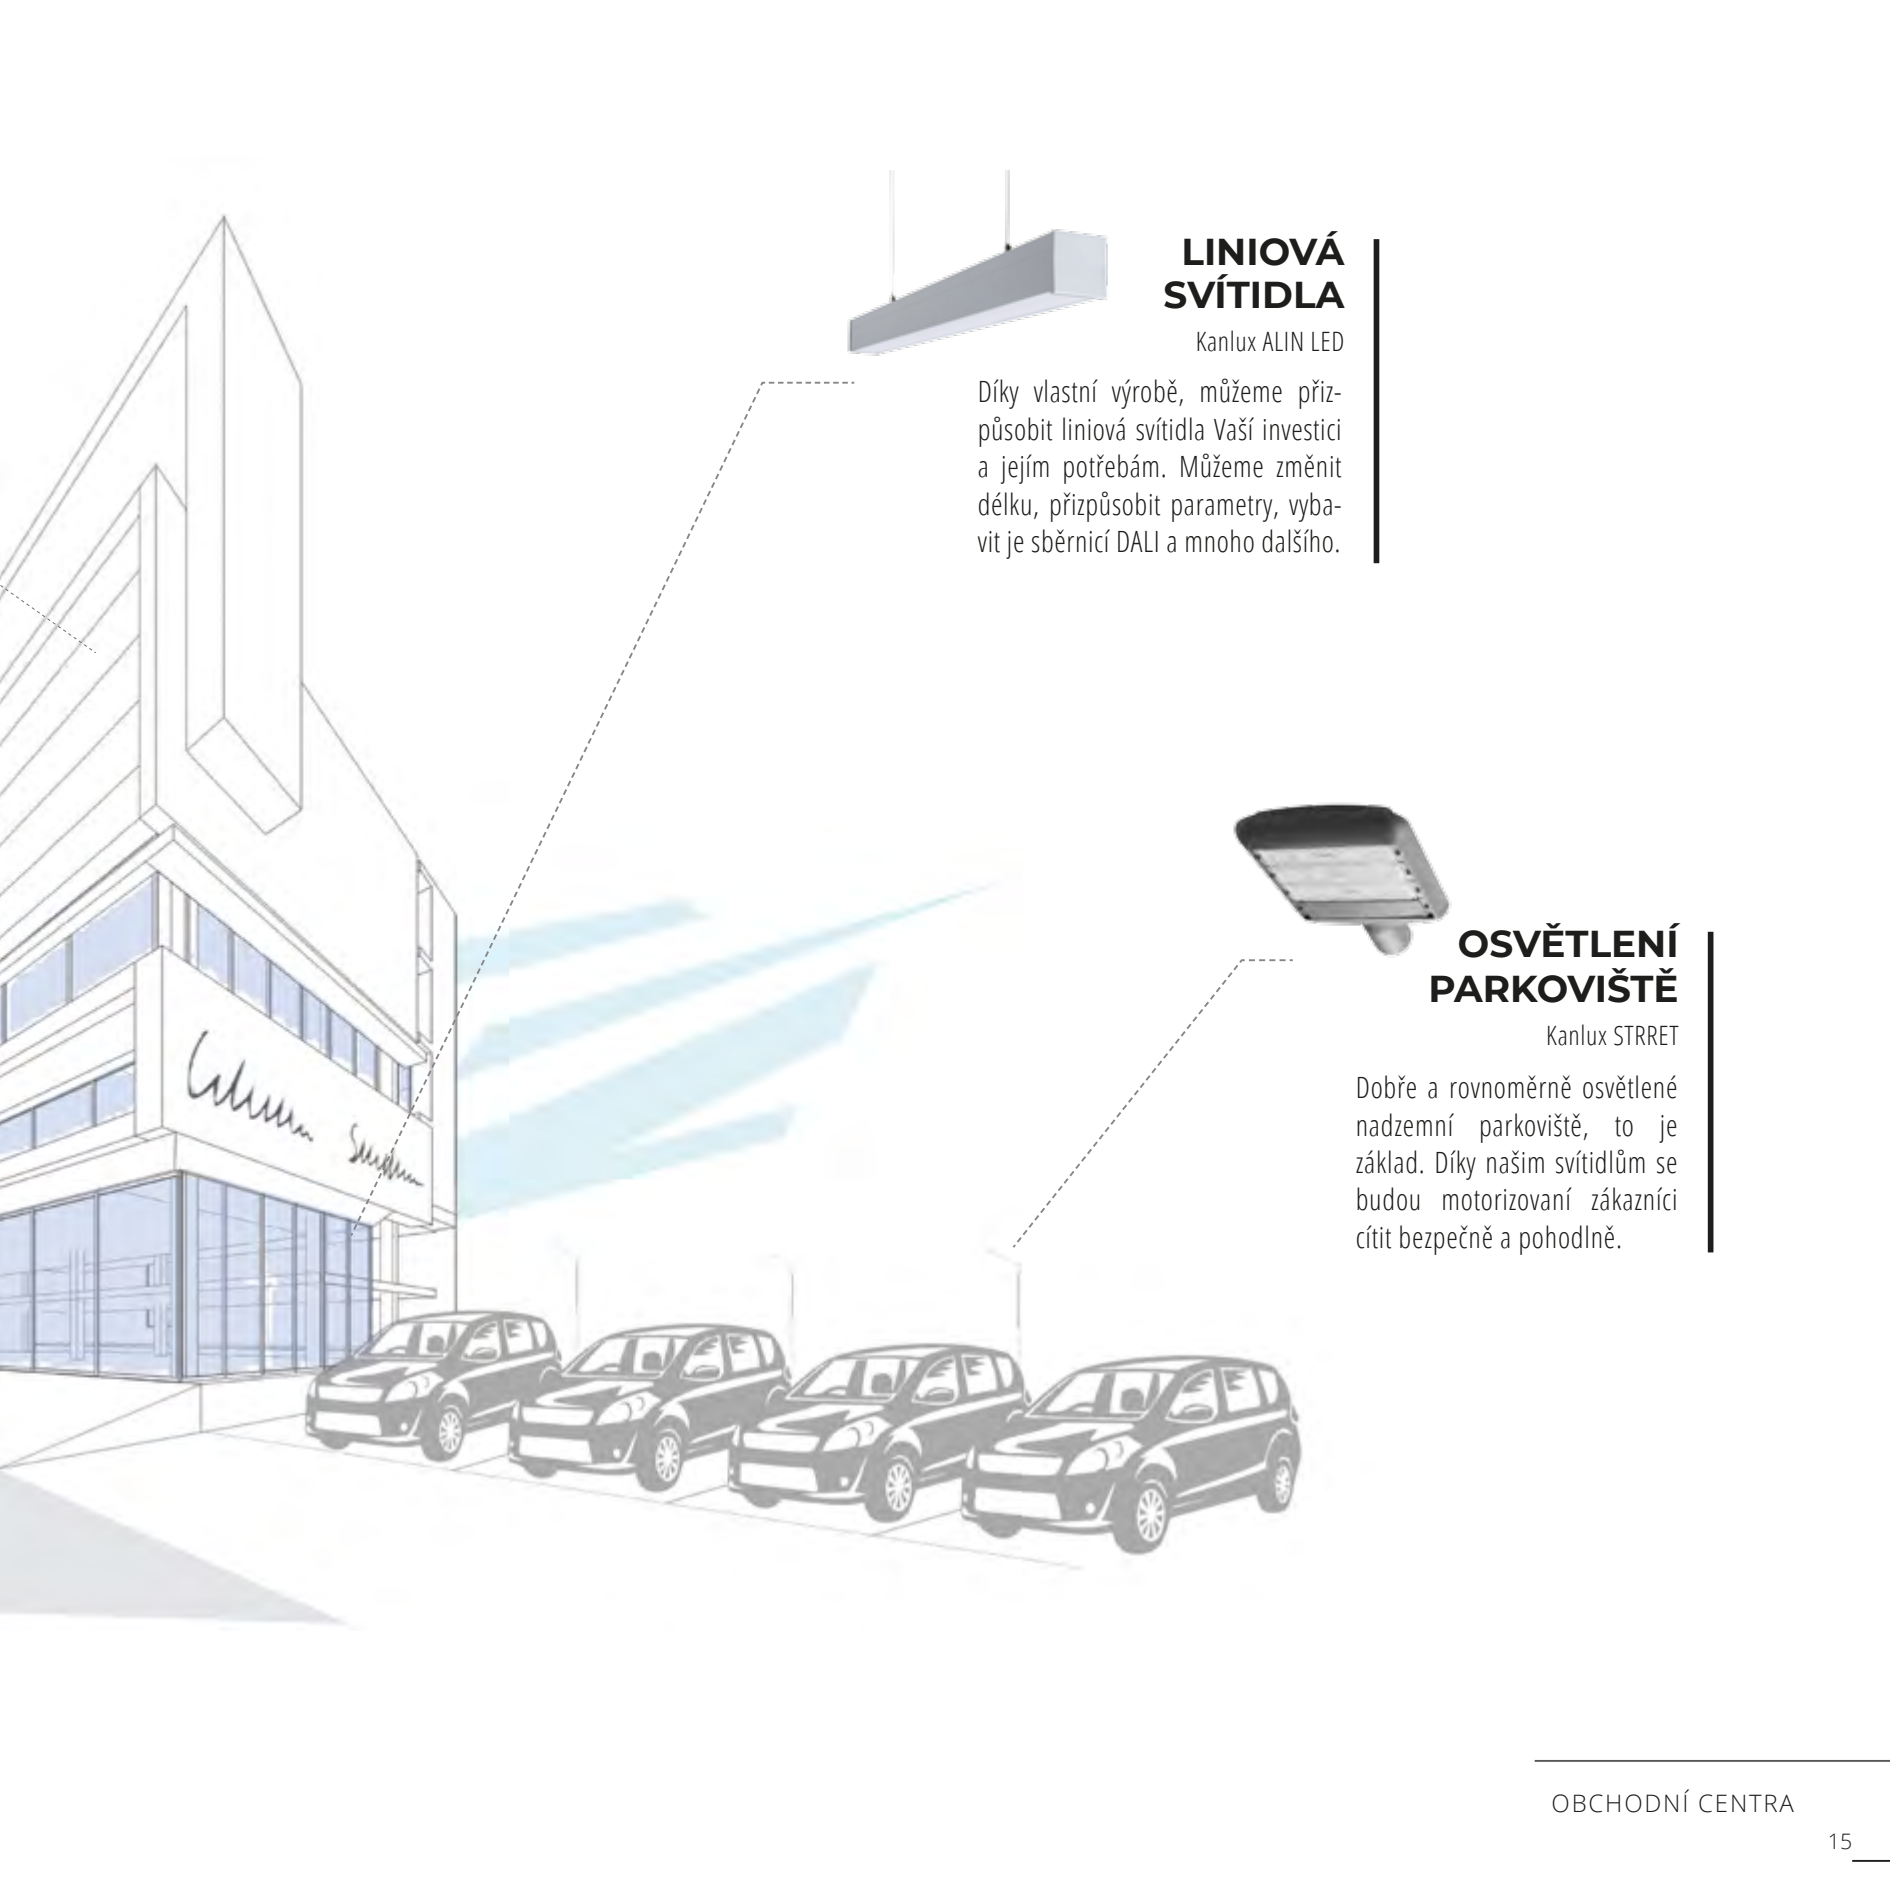 LINIOVÁ
SVÍTIDLA
Kanlux ALIN LED
Díky vlastní výrobě, můžeme přiz-
působit liniová svítidla Vaší investici
a jejím potřebám. Můžeme změnit
délku, přizpůsobit parametry, vyba-
vit je sběrnicí DALI a mnoho dalšího.
OSVĚTLENÍ
PARKOVIŠTĚ
Kanlux STRRET
Dobře a rovnoměrně osvětlené
nadzemní parkoviště, to je
základ. Díky našim svítidlům se
budou motorizovaní zákazníci
cítit bezpečně a pohodlně.
OBCHODNÍ CENTRA
15